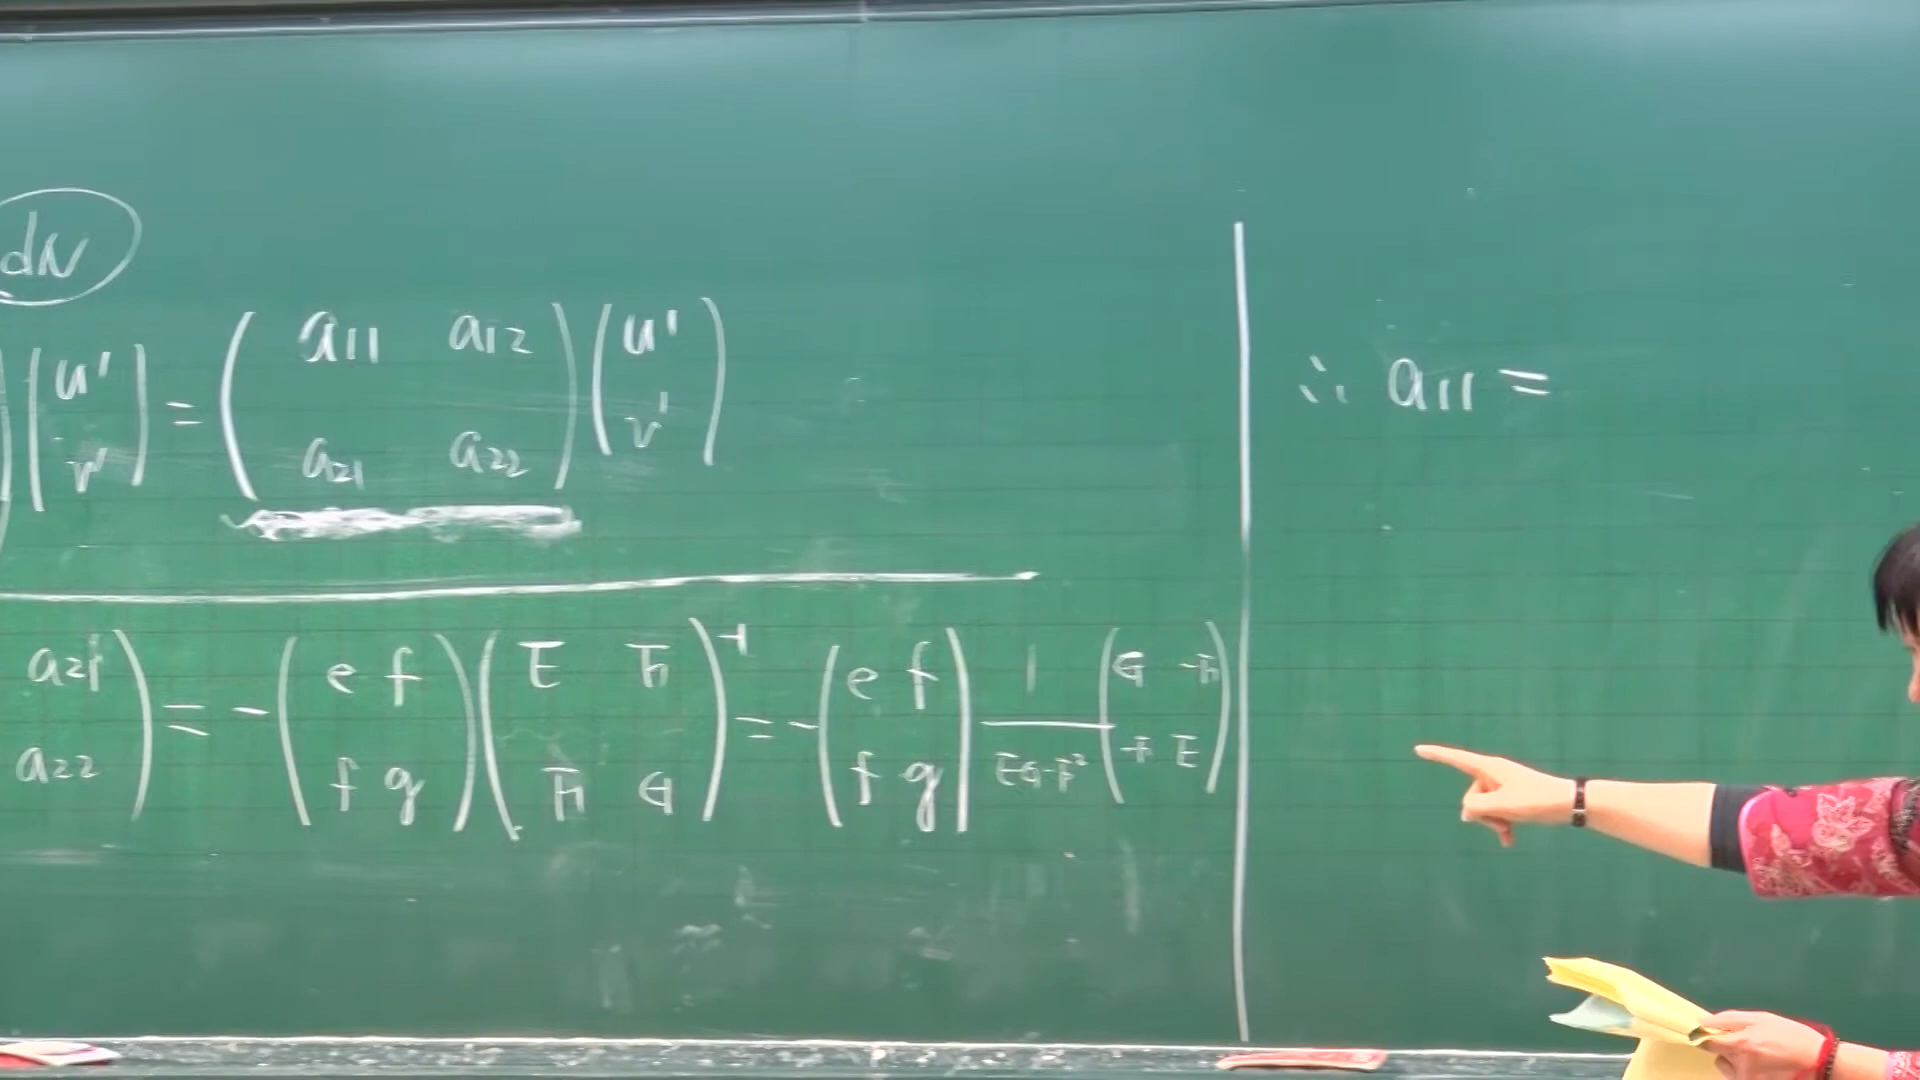 dN
(u' v') = (a11 a12 a21 a22)(u' v')
a21 a22) = -(e f f g)(E F F G)^-1 = -(e f f g) 1/(EG-F²) (G -F -F E)
∴ a11 =